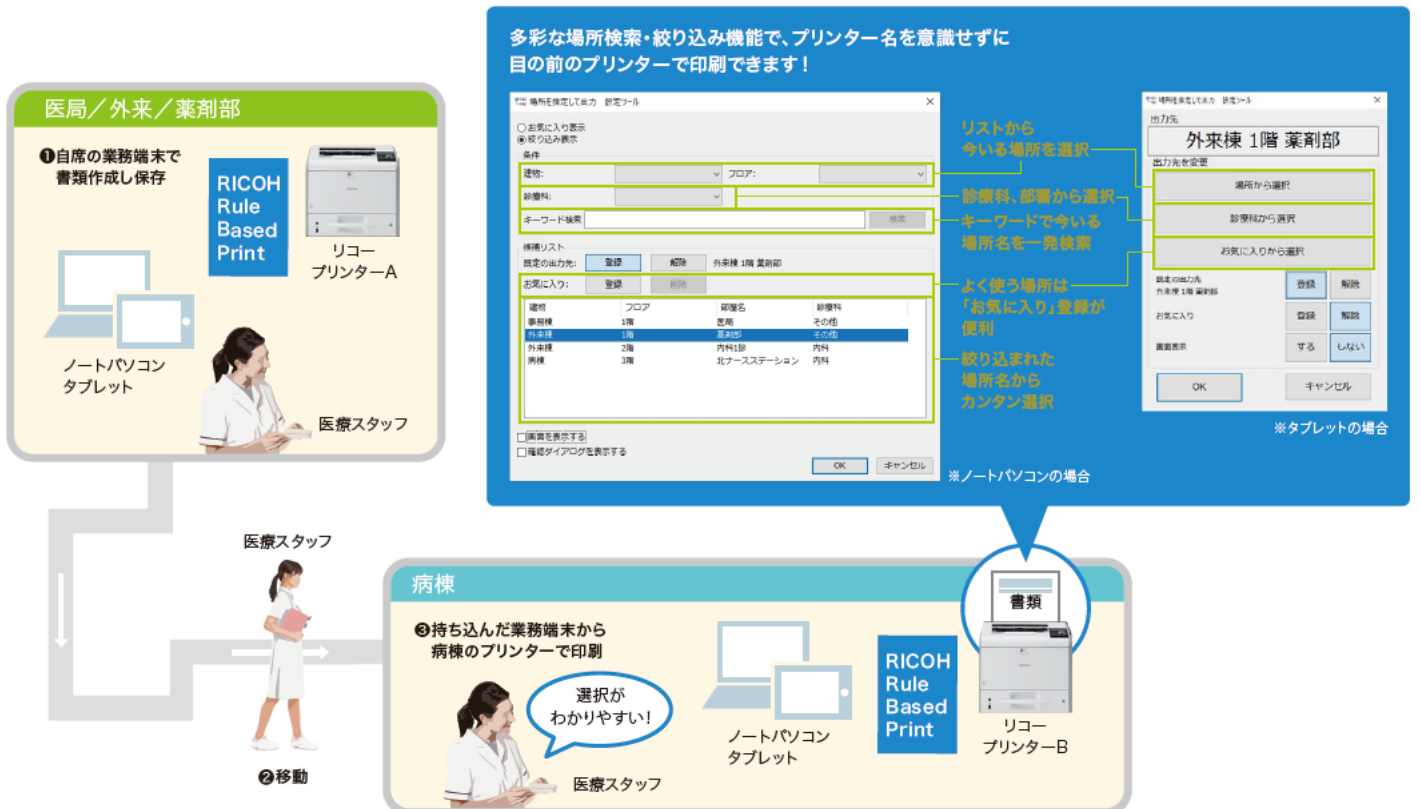 多彩な場所検索・絞り込み機能で、プリンター名を意識せずに
目の前のプリンターで印刷できます！
医局／外来／薬剤部
❶自席の業務端末で
書類作成し保存
RICOH
Rule
Based
Print
リコー
プリンターA
ノートパソコン
タブレット
医療スタッフ
場所を指定して出力 設定ツール
お気に入り表示
絞り込み表示
条件
建物:
フロア:
診療科:
キーワード検索
検索
候補リスト
既定の出力先: 登録 解除 外来棟 1階 薬剤部
お気に入り: 登録 削除
建物 フロア 部屋名 診療科
事務棟 1階 医局 その他
外来棟 1階 薬剤部 その他
外来棟 2階 内科1診 内科
病棟 3階 北ナースステーション 内科
画面を表示する
確認ダイアログを表示する
OK キャンセル
※ノートパソコンの場合
リストから
今いる場所を選択
診療科、部署から選択
キーワードで今いる
場所名を一発検索
よく使う場所は
「お気に入り」登録が
便利
絞り込まれた
場所名から
カンタン選択
場所を指定して出力 設定ツール
出力先
外来棟 1階 薬剤部
出力先を変更
場所から選択
診療科から選択
お気に入りから選択
既定の出力先
外来棟 1階 薬剤部
登録 解除
お気に入り 登録 解除
画面表示 する しない
OK キャンセル
※タブレットの場合
医療スタッフ
❷移動
病棟
❸持ち込んだ業務端末から
病棟のプリンターで印刷
選択が
わかりやすい！
医療スタッフ
ノートパソコン
タブレット
RICOH
Rule
Based
Print
書類
リコー
プリンターB